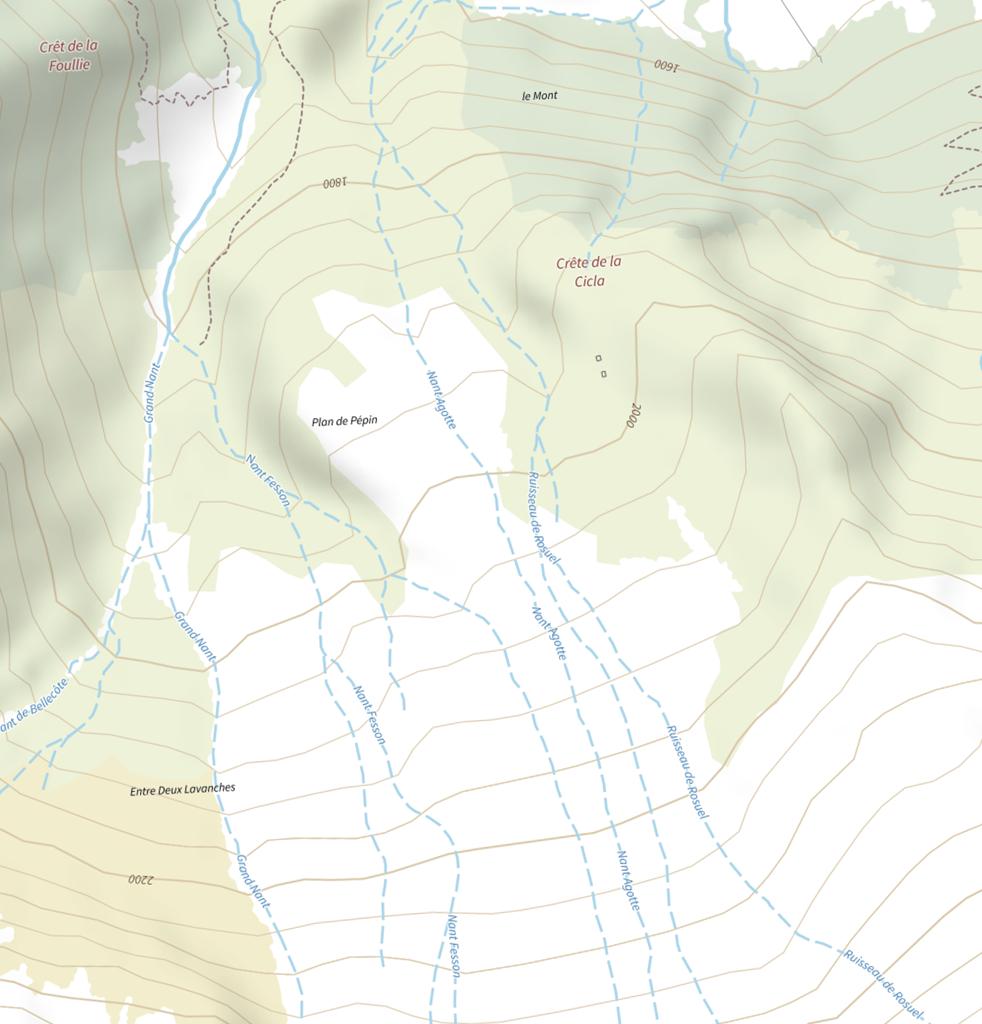 Crêt de la
Foullie
1600
le Mont
1800
Crête de la
Cicla
Grand Nant
Nant Agotte
2000
Plan de Pépin
Nant Fesson
Ruisseau de Rosuel
Grand Nant
Nant Agotte
ant de Bellecôte
Nant Fesson
Ruisseau de Rosuel
Entre Deux Lavanches
2200
Grand Nant
Nant Agotte
Nant Fesson
Ruisseau de Rosuel